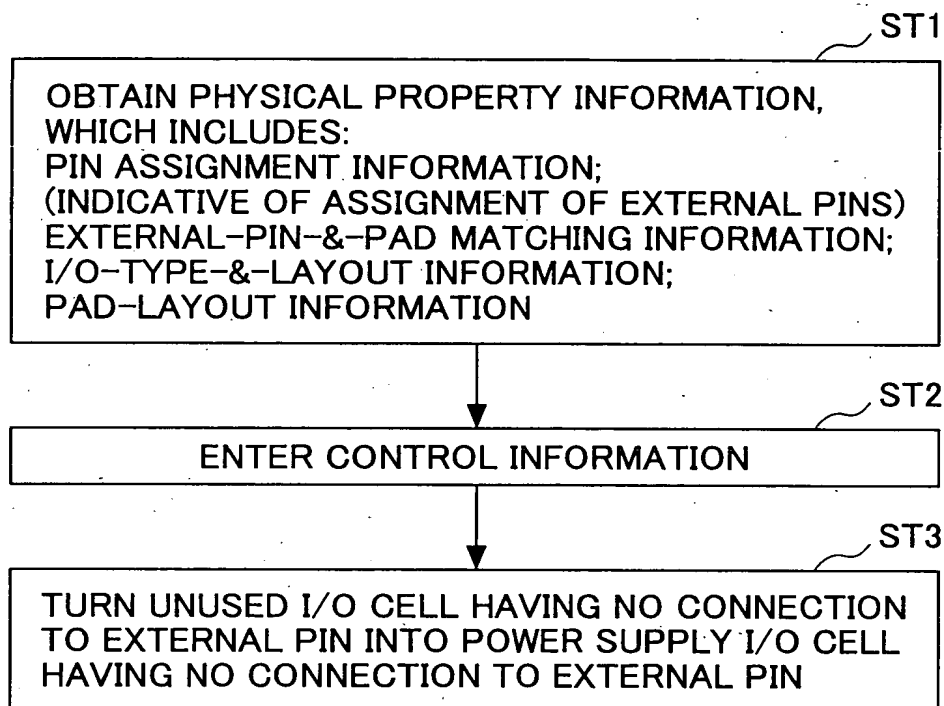 ST1
OBTAIN PHYSICAL PROPERTY INFORMATION,
WHICH INCLUDES:
PIN ASSIGNMENT INFORMATION;
(INDICATIVE OF ASSIGNMENT OF EXTERNAL PINS)
EXTERNAL-PIN-&-PAD MATCHING INFORMATION;
I/O-TYPE-&-LAYOUT INFORMATION;
PAD-LAYOUT INFORMATION
ST2
ENTER CONTROL INFORMATION
ST3
TURN UNUSED I/O CELL HAVING NO CONNECTION
TO EXTERNAL PIN INTO POWER SUPPLY I/O CELL
HAVING NO CONNECTION TO EXTERNAL PIN